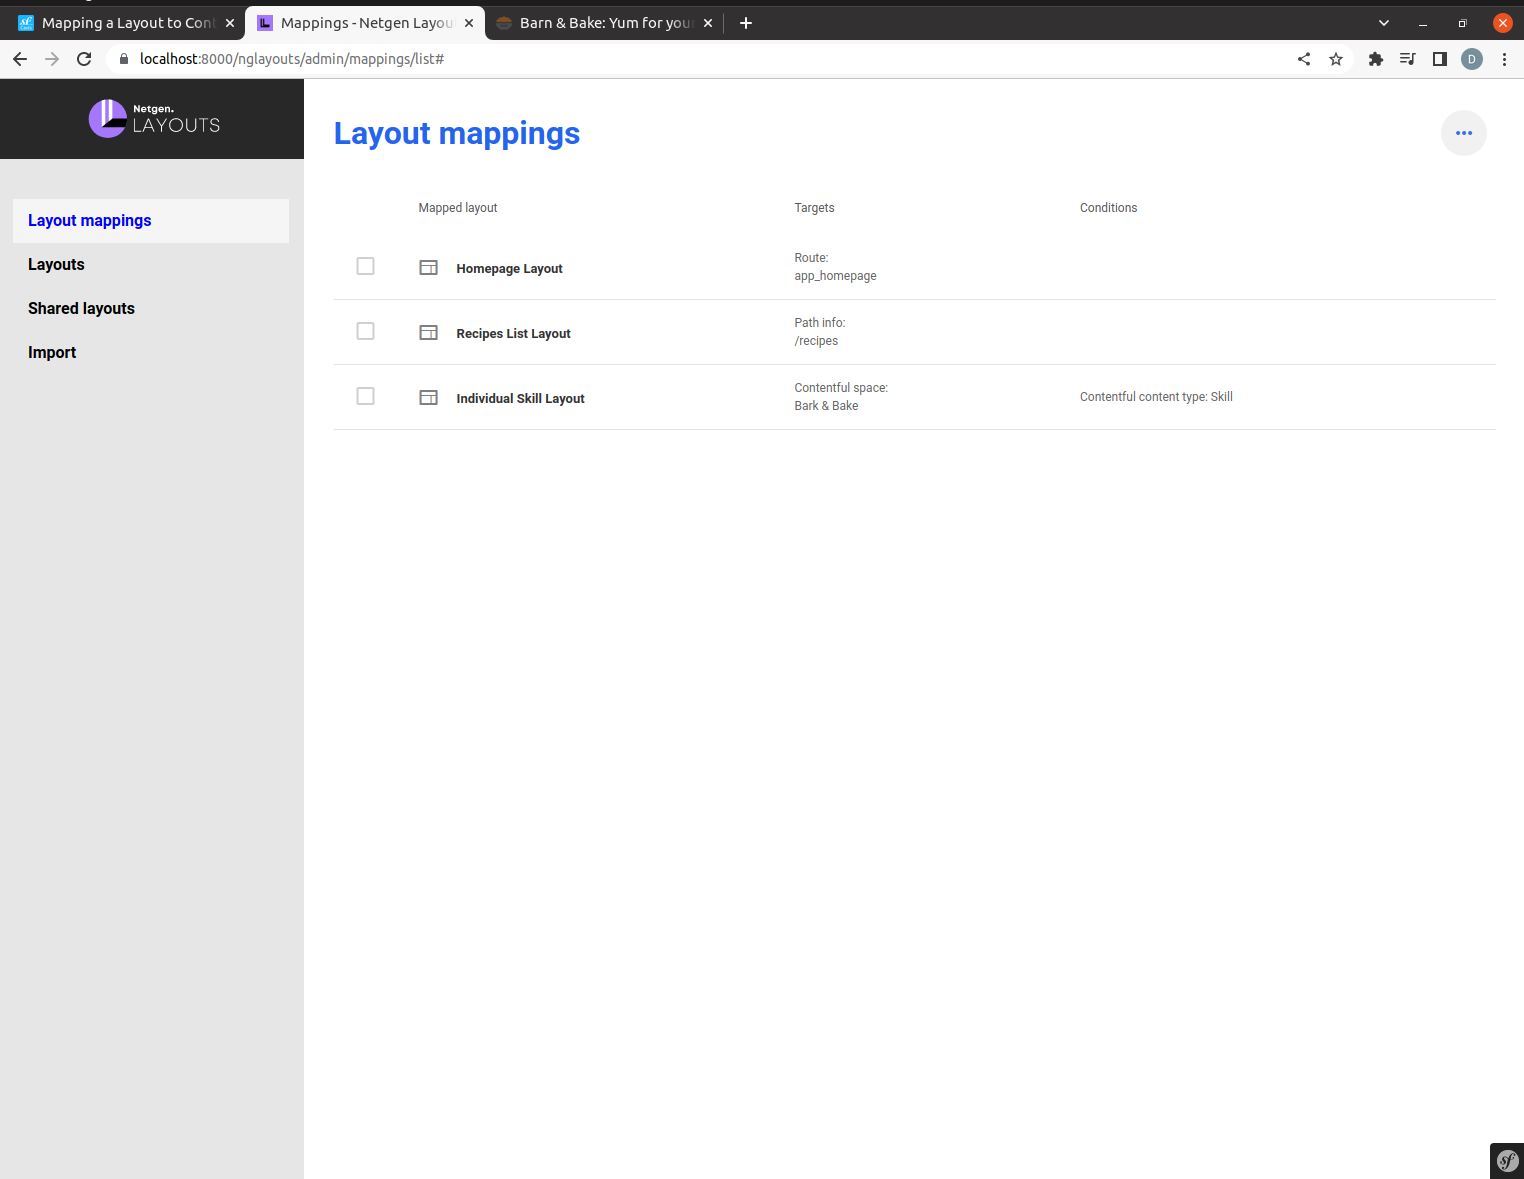 Mapping a Layout to Cont
Mappings - Netgen Layou
Barn & Bake: Yum for your
localhost:8000/nglayouts/admin/mappings/list#
D
Netgen.
LAYOUTS
Layout mappings
Layouts
Shared layouts
Import
Layout mappings
Mapped layout Targets Conditions
Homepage Layout
Route:
app_homepage
Recipes List Layout
Path info:
/recipes
Individual Skill Layout
Contentful space:
Bark & Bake
Contentful content type: Skill
sf